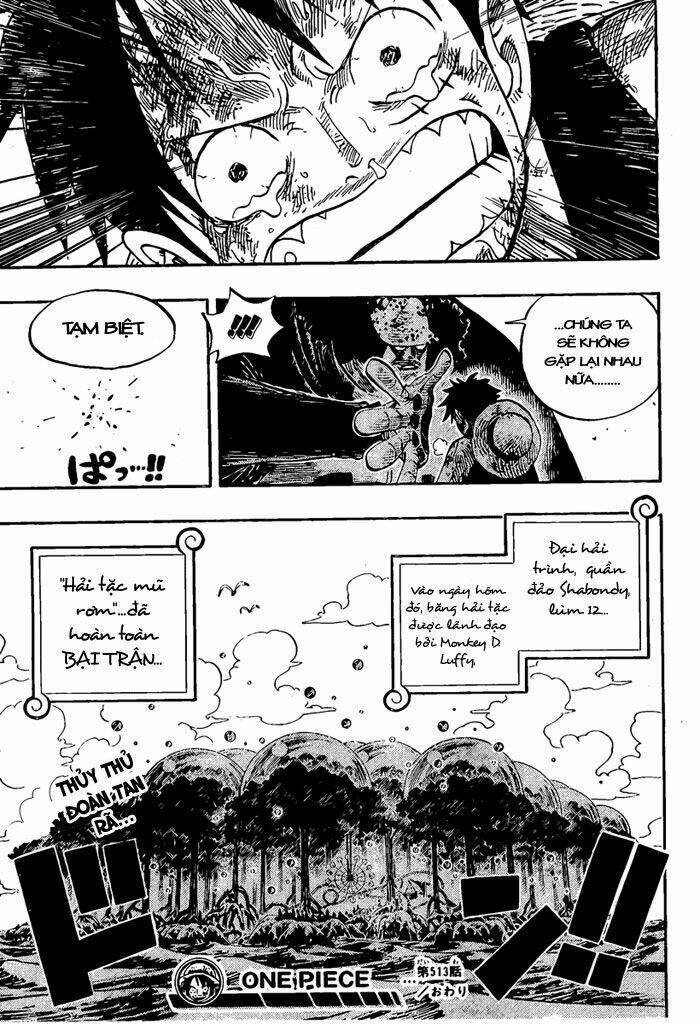 ...CHÚNG TA
SẼ KHÔNG
GẶP LẠI NHAU
NỮA........
!!!
TẠM BIỆT.
ぱっ…!!
Đại hải
trình, quần
đảo Shabondy,
lùm 12...
Vào ngày hôm
đó, băng hải tặc
được lãnh đạo
bởi Monkey D.
Luffy,
"Hải tặc mũ
rơm"...đã
hoàn toàn
BẠI TRẬN...
THỦY THỦ
ĐOÀN TAN
RÃ...
ドーン!!
ONE PIECE
第513話
...／おわり